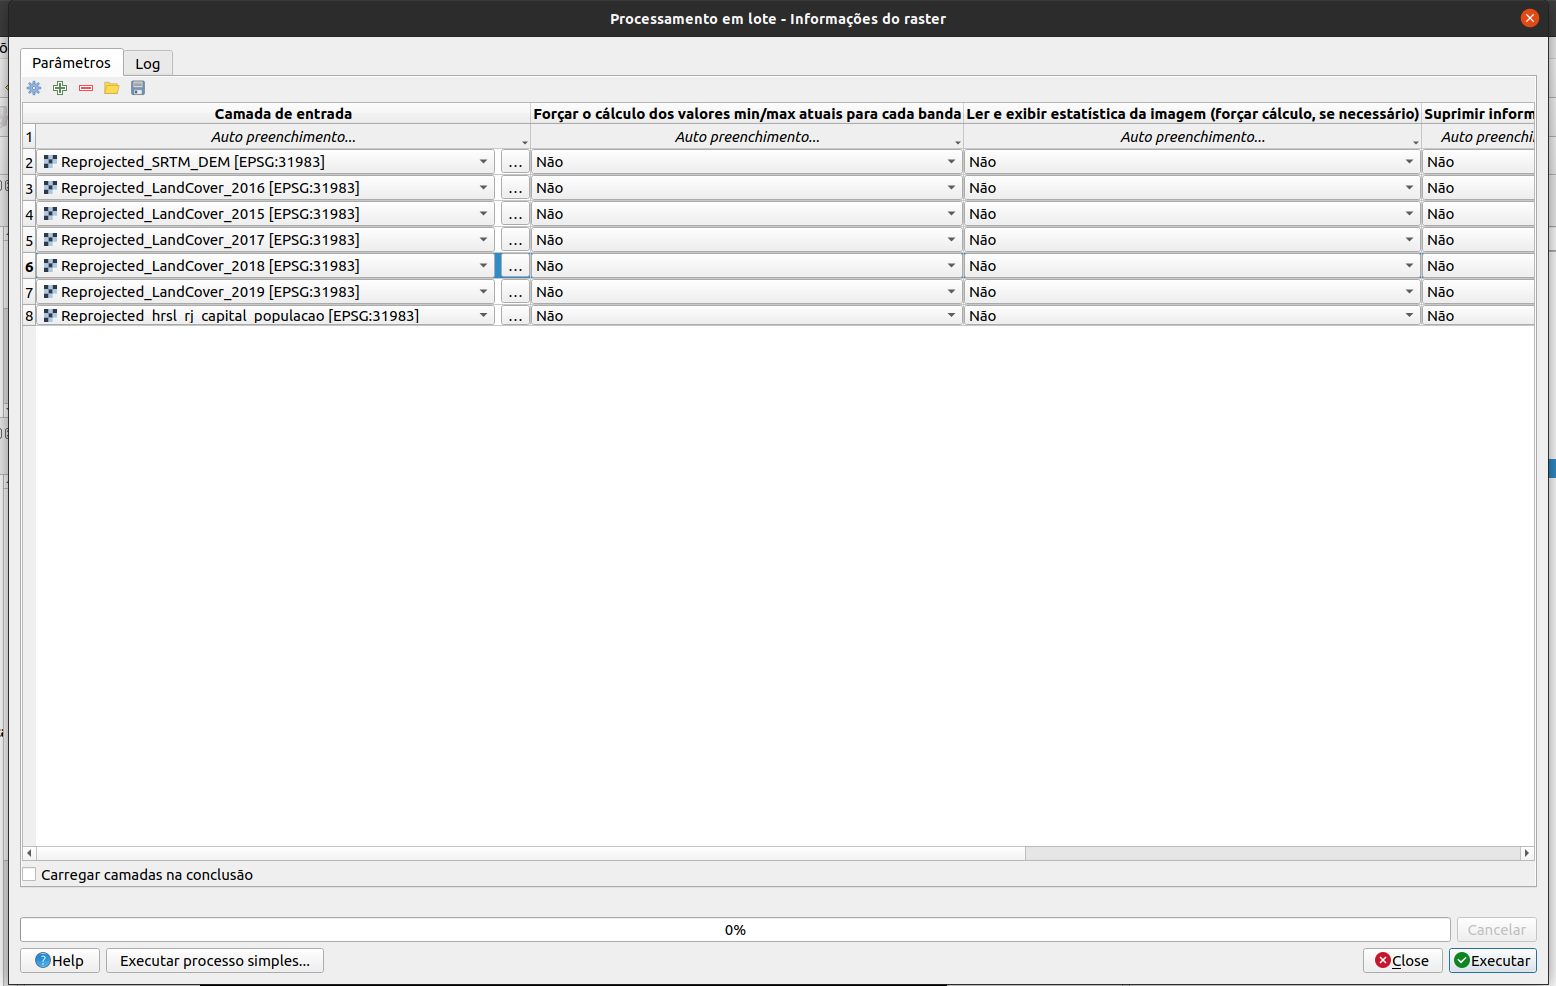 Processamento em lote - Informações do raster
Parâmetros
Log
Camada de entrada
Forçar o cálculo dos valores min/max atuais para cada banda
Ler e exibir estatística da imagem (forçar cálculo, se necessário)
Suprimir inform
1 Auto preenchimento... Auto preenchimento... Auto preenchimento... Auto preenchi
2 Reprojected_SRTM_DEM [EPSG:31983] ... Não Não Não
3 Reprojected_LandCover_2016 [EPSG:31983] ... Não Não Não
4 Reprojected_LandCover_2015 [EPSG:31983] ... Não Não Não
5 Reprojected_LandCover_2017 [EPSG:31983] ... Não Não Não
6 Reprojected_LandCover_2018 [EPSG:31983] ... Não Não Não
7 Reprojected_LandCover_2019 [EPSG:31983] ... Não Não Não
8 Reprojected_hrsl_rj_capital_populacao [EPSG:31983] ... Não Não Não
Carregar camadas na conclusão
0%
Cancelar
Help
Executar processo simples...
Close
Executar